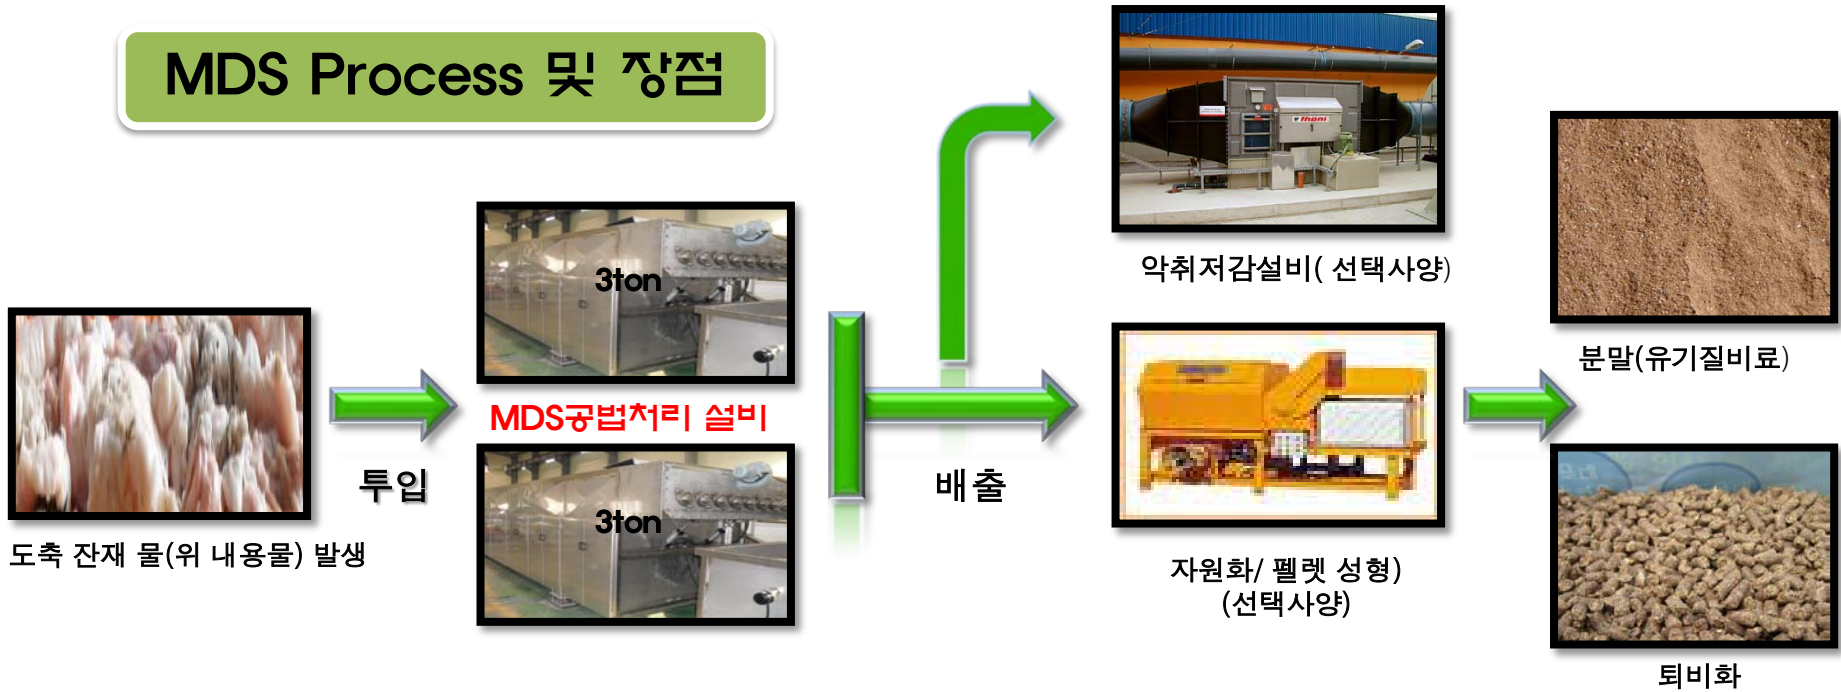 MDS Process 및 장점
3ton
MDS공법처리 설비
3ton
투입
도축 잔재 물(위 내용물) 발생
배출
thoni
악취저감설비( 선택사양)
자원화/ 펠렛 성형)
(선택사양)
분말(유기질비료)
퇴비화